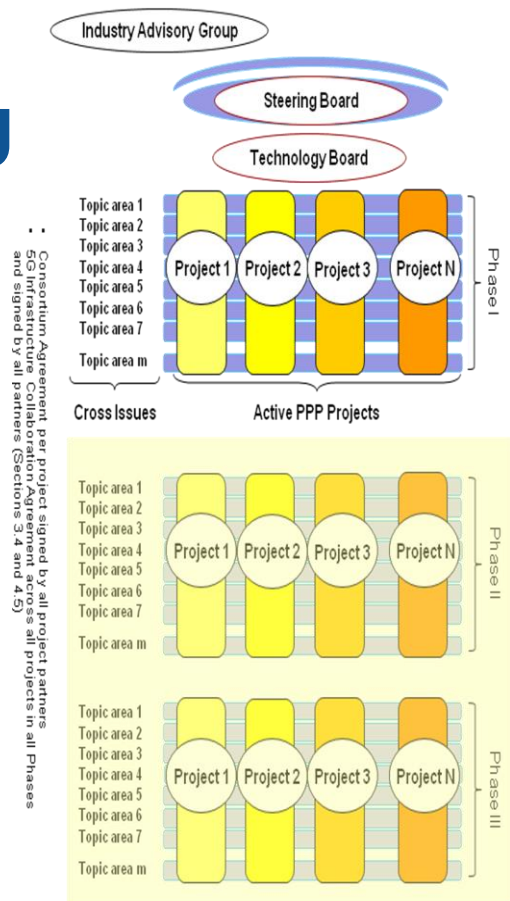 Industry Advisory Group
Steering Board
Technology Board
Topic area 1
Topic area 2
Topic area 3
Topic area 4
Topic area 5
Topic area 6
Topic area 7
Topic area m
Project 1
Project 2
Project 3
Project N
Phase I
Cross Issues
Active PPP Projects
Topic area 1
Topic area 2
Topic area 3
Topic area 4
Topic area 5
Topic area 6
Topic area 7
Topic area m
Project 1
Project 2
Project 3
Project N
Phase II
Topic area 1
Topic area 2
Topic area 3
Topic area 4
Topic area 5
Topic area 6
Topic area 7
Topic area m
Project 1
Project 2
Project 3
Project N
Phase III
Consortium Agreement per project signed by all project partners
5G Infrastructure Collaboration Agreement across all projects in all Phases
and signed by all partners (Sections 3.4 and 4.5)